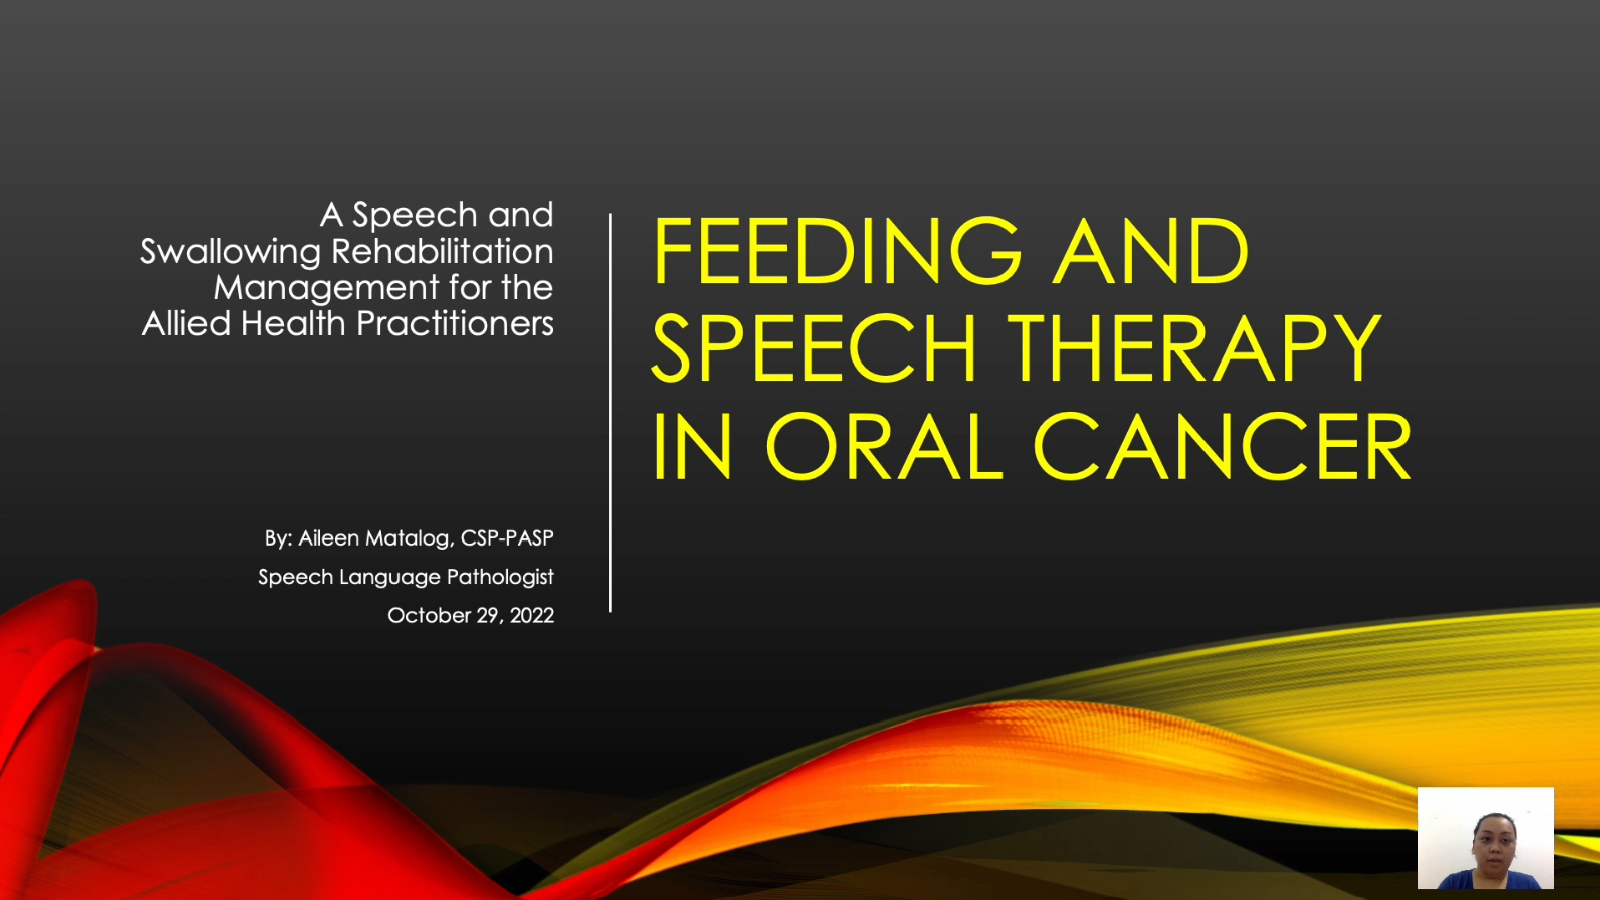 A Speech and
Swallowing Rehabilitation
Management for the
Allied Health Practitioners
By: Aileen Matalog, CSP-PASP
Speech Language Pathologist
October 29, 2022
FEEDING AND
SPEECH THERAPY
IN ORAL CANCER